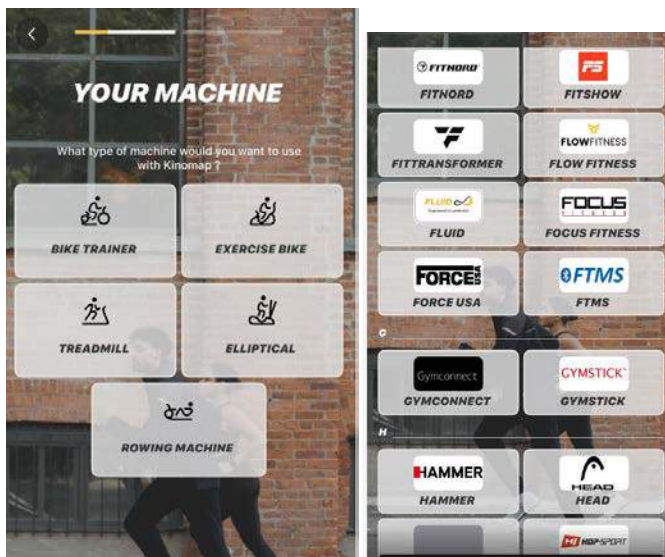 YOUR MACHINE
What type of machine would you want to use
with Kinomap ?
BIKE TRAINER
EXERCISE BIKE
TREADMILL
ELLIPTICAL
ROWING MACHINE
FITNORD
FS
FITNORD
FITSHOW
FLOWFITNESS
FITTRANSFORMER
FLOW FITNESS
FLUID
FOCUS
FITNESS
FLUID
FOCUS FITNESS
FORCE USA
FTMS
FORCE USA
FTMS
G
Gymconnect
GYMSTICK
GYMCONNECT
GYMSTICK
H
HAMMER
HEAD
HAMMER
HEAD
HOP-SPORT